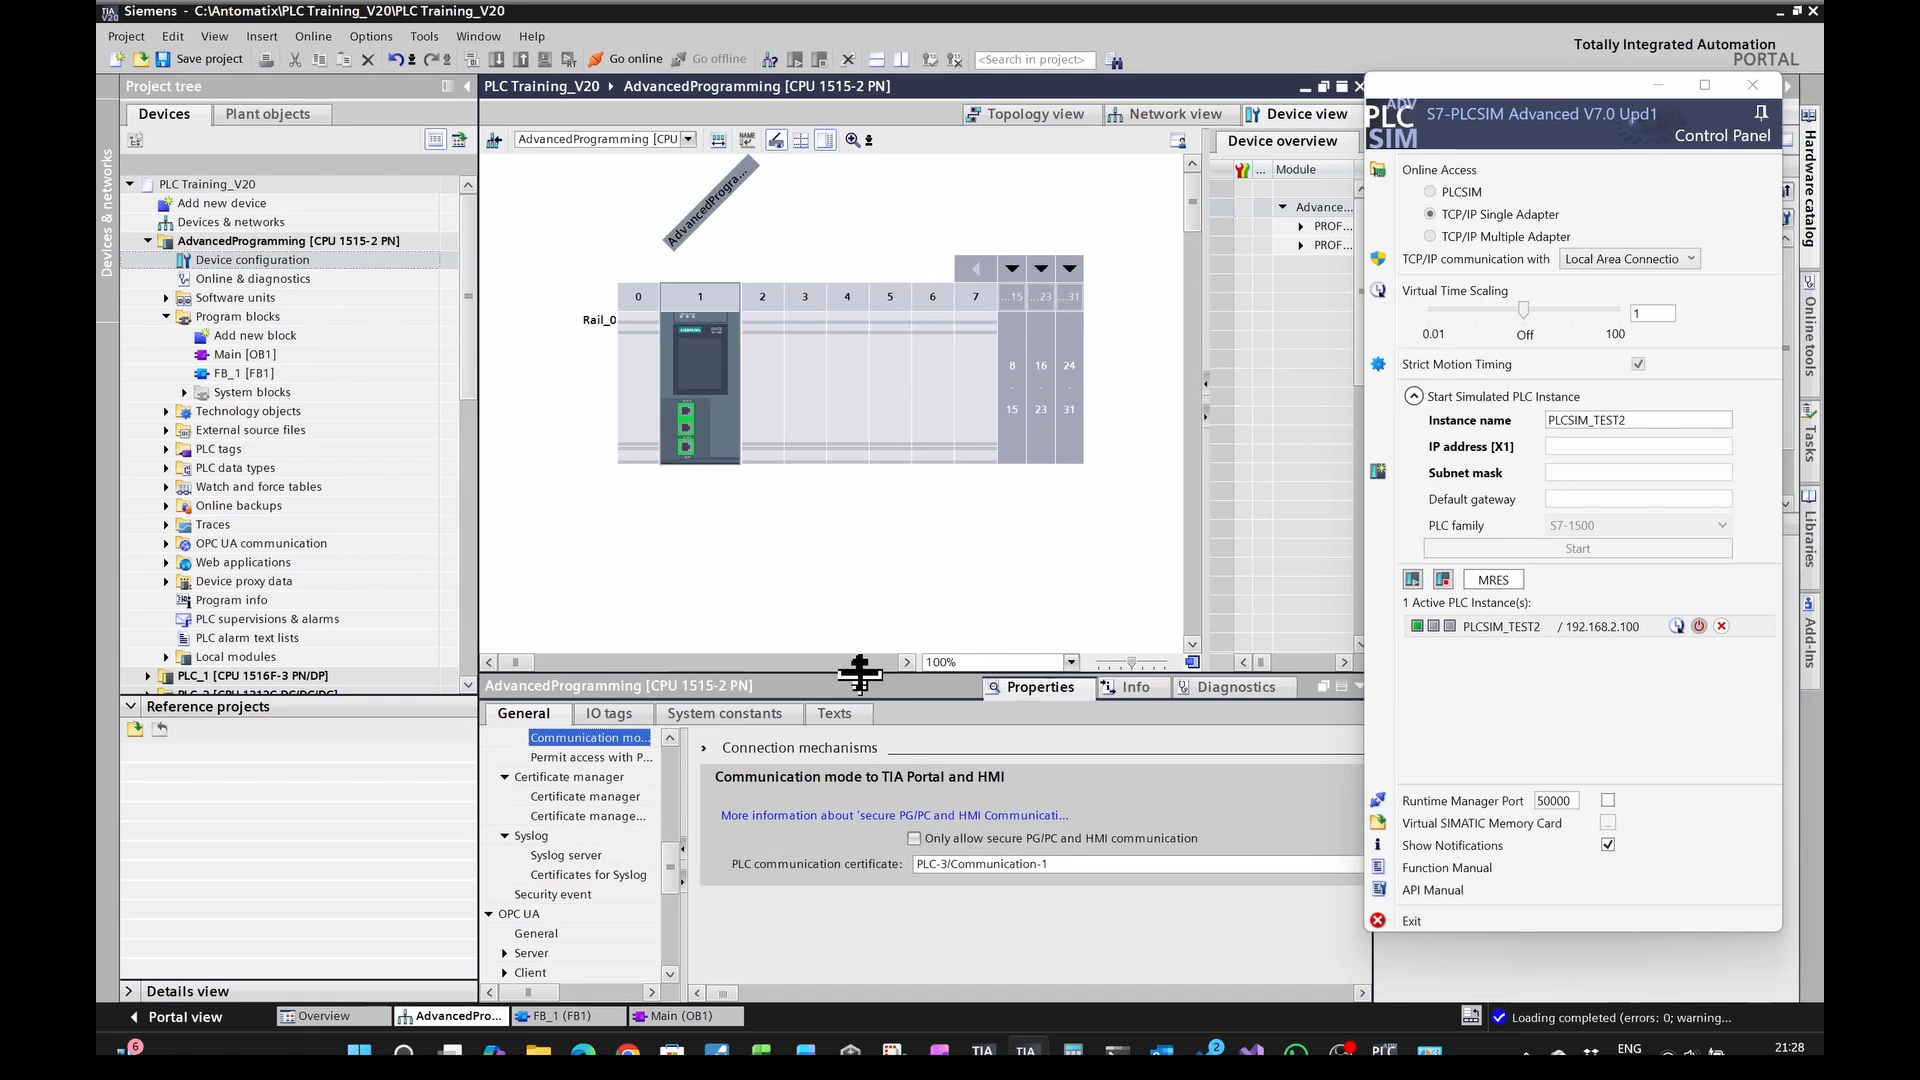 Siemens - C:\Antomatix\PLC Training_V20\PLC Training_V20
Project Edit View Insert Online Options Tools Window Help
Totally Integrated Automation
PORTAL
Save project
Go online
Go offline
<Search in project>
Project tree
PLC Training_V20 AdvancedProgramming [CPU 1515-2 PN]
Devices
Plant objects
Topology view
Network view
Device view
AdvancedProgramming [CPU
Device overview
... Module
Advance...
PROF...
PROF...
PLC Training_V20
Add new device
Devices & networks
AdvancedProgramming [CPU 1515-2 PN]
Device configuration
Online & diagnostics
Software units
Program blocks
Add new block
Main [OB1]
FB_1 [FB1]
System blocks
Technology objects
External source files
PLC tags
PLC data types
Watch and force tables
Online backups
Traces
OPC UA communication
Web applications
Device proxy data
Program info
PLC supervisions & alarms
PLC alarm text lists
Local modules
PLC_1 [CPU 1516F-3 PN/DP]
Reference projects
Details view
Devices & networks
AdvancedProgra...
0 1 2 3 4 5 6 7 ...15 ...23 ...31
Rail_0
SIEMENS
8 16 24
- - -
15 23 31
100%
AdvancedProgramming [CPU 1515-2 PN]
Properties
Info
Diagnostics
General
IO tags
System constants
Texts
Communication mo...
Permit access with P...
Certificate manager
Certificate manager
Certificate manage...
Syslog
Syslog server
Certificates for Syslog
Security event
OPC UA
General
Server
Client
Connection mechanisms
Communication mode to TIA Portal and HMI
More information about 'secure PG/PC and HMI Communicati...
Only allow secure PG/PC and HMI communication
PLC communication certificate: PLC-3/Communication-1
PLC ADV
SIM
S7-PLCSIM Advanced V7.0 Upd1
Control Panel
Online Access
PLCSIM
TCP/IP Single Adapter
TCP/IP Multiple Adapter
TCP/IP communication with Local Area Connectio
Virtual Time Scaling
1
0.01 Off 100
Strict Motion Timing
Start Simulated PLC Instance
Instance name PLCSIM_TEST2
IP address [X1]
Subnet mask
Default gateway
PLC family S7-1500
Start
MRES
1 Active PLC Instance(s):
PLCSIM_TEST2 / 192.168.2.100
Runtime Manager Port 50000
Virtual SIMATIC Memory Card ...
Show Notifications
Function Manual
API Manual
Exit
Hardware catalog
Online tools
Tasks
Libraries
Add-Ins
Portal view
Overview
AdvancedPro...
FB_1 (FB1)
Main (OB1)
Loading completed (errors: 0; warning...
6
TIA
TIA
2
PLC
ENG
21:28